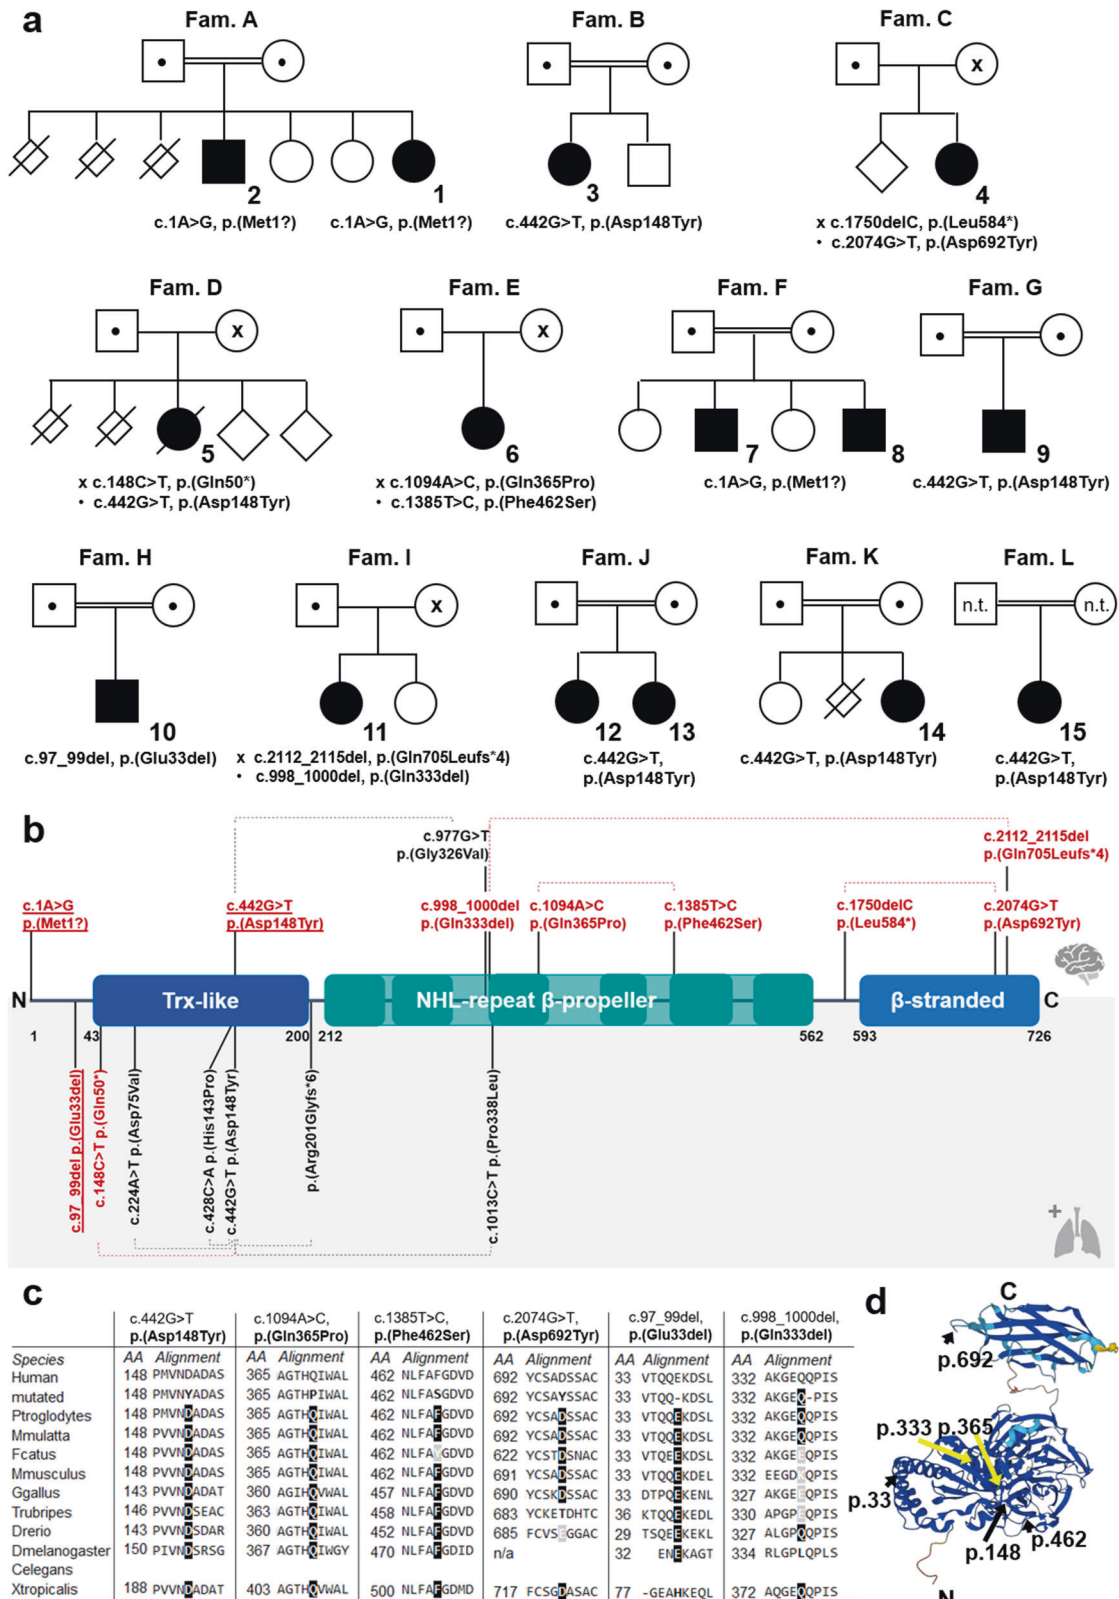 a
Fam. A
Fam. B
Fam. C
x
2
1
3
4
c.1A>G, p.(Met1?)
c.1A>G, p.(Met1?)
c.442G>T, p.(Asp148Tyr)
x c.1750delC, p.(Leu584*)
• c.2074G>T, p.(Asp692Tyr)
Fam. D
Fam. E
Fam. F
Fam. G
x
x
5
6
7
8
9
x c.148C>T, p.(Gln50*)
• c.442G>T, p.(Asp148Tyr)
x c.1094A>C, p.(Gln365Pro)
• c.1385T>C, p.(Phe462Ser)
c.1A>G, p.(Met1?)
c.442G>T, p.(Asp148Tyr)
Fam. H
Fam. I
Fam. J
Fam. K
Fam. L
x
n.t.
n.t.
10
11
12
13
14
15
c.97_99del, p.(Glu33del)
x c.2112_2115del, p.(Gln705Leufs*4)
• c.998_1000del, p.(Gln333del)
c.442G>T,
p.(Asp148Tyr)
c.442G>T, p.(Asp148Tyr)
c.442G>T,
p.(Asp148Tyr)
b
c.977G>T
p.(Gly326Val)
c.2112_2115del
p.(Gln705Leufs*4)
c.1A>G
p.(Met1?)
c.442G>T
p.(Asp148Tyr)
c.998_1000del
p.(Gln333del)
c.1094A>C
p.(Gln365Pro)
c.1385T>C
p.(Phe462Ser)
c.1750delC
p.(Leu584*)
c.2074G>T
p.(Asp692Tyr)
N
Trx-like
NHL-repeat β-propeller
β-stranded
C
1
43
200
212
562
593
726
c.97_99del p.(Glu33del)
c.148C>T p.(Gln50*)
c.224A>T p.(Asp75Val)
c.428C>A p.(His143Pro)
c.442G>T p.(Asp148Tyr)
p.(Arg201Glyfs*6)
c.1013C>T p.(Pro338Leu)
+
c
c.442G>T c.1094A>C, c.1385T>C, c.2074G>T, c.97_99del, c.998_1000del,
p.(Asp148Tyr) p.(Gln365Pro) p.(Phe462Ser) p.(Asp692Tyr) p.(Glu33del) p.(Gln333del)
Species AA Alignment AA Alignment AA Alignment AA Alignment AA Alignment AA Alignment
Human 148 PMVNDADAS 365 AGTHQIWAL 462 NLFAFGDVD 692 YCSADSSAC 33 VTQQEKDSL 332 AKGEQQPIS
mutated 148 PMVNYADAS 365 AGTHPIWAL 462 NLFASGDVD 692 YCSAYSSAC 33 VTQQ-KDSL 332 AKGEQ-PIS
Ptroglodytes 148 PMVNDADAS 365 AGTHQIWAL 462 NLFAFGDVD 692 YCSADSSAC 33 VTQQEKDSL 332 AKGEQQPIS
Mmulatta 148 PVVNDADAS 365 AGTHQIWAL 462 NLFAFGDVD 692 YCSADSSAC 33 VTQQEKDSL 332 AKGEQQPIS
Fcatus 148 PVVNDADAS 365 AGTHQIWAL 462 NLFAYGDVD 622 YCSTDSNAC 33 VTQEEKDSL 332 AKGE QPIS
Mmusculus 148 PVVNDADAS 365 AGTHQIWAL 462 NLFAFGDVD 691 YCSADSSAC 33 VTQQEKDEL 332 EEGD QPIS
Ggallus 143 PVVNDADAT 360 AGIHQVWAL 457 NLFAFGDVD 690 YCSKDSSAC 33 DTPQEKENL 327 AKGE QPIS
Trubripes 146 PVVNDSEAC 363 AGTHQIWAL 458 NLFAFGDVD 683 YCKETDHTC 36 KTQQEKEDL 330 APGP QPIS
Drerio 143 PVVNDSDAR 360 AGTHQIWAL 452 NLFAFGDVD 685 FCVS GGAC 29 TSQEEKEKL 327 ALGPQQPIS
Dmelanogaster 150 PIVNDSRSG 367 AGTHQIWGY 470 NLFAFGDID n/a 32 ENEKAGT 334 RLGPLQPLS
Celegans
Xtropicalis 188 PVVNDADAT 403 AGTHQVWAL 500 NLFAFGDMD 717 FCSGDASAC 77 -GEAHKEQL 372 AQGEQQPIS
d
C
p.692
p.333
p.365
p.33
p.462
p.148
N